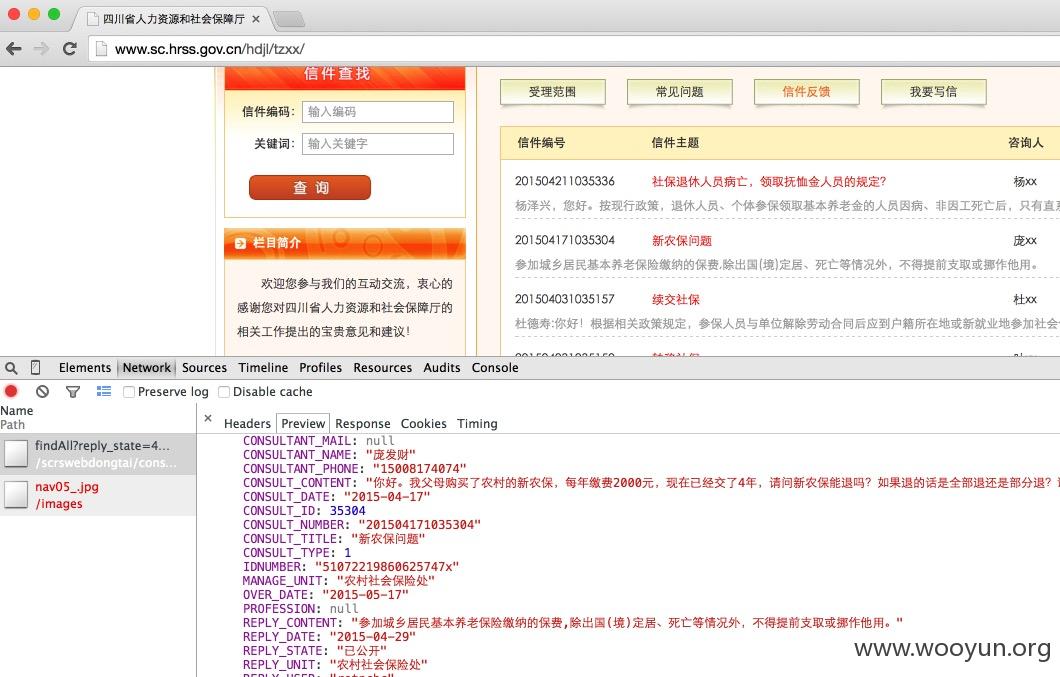 四川省人力资源和社会保障厅 ×
www.sc.hrss.gov.cn/hdjl/tzxx/
信件查找
信件编码: 输入编码
关键词: 输入关键字
查 询
栏目简介
欢迎您参与我们的互动交流，衷心的
感谢您对四川省人力资源和社会保障厅的
相关工作提出的宝贵意见和建议!
受理范围 常见问题 信件反馈 我要写信
信件编号 信件主题 咨询人
201504211035336 社保退休人员病亡，领取抚恤金人员的规定? 杨xx
杨泽兴，您好。按现行政策，退休人员、个体参保领取基本养老金的人员因病、非因工死亡后，只有直系
201504171035304 新农保问题 庞xx
参加城乡居民基本养老保险缴纳的保费,除出国(境)定居、死亡等情况外，不得提前支取或挪作他用。
201504031035157 续交社保 杜xx
杜德寿:你好！根据相关政策规定，参保人员与单位解除劳动合同后应到户籍所在地或新就业地参加社会
Elements Network Sources Timeline Profiles Resources Audits Console
Preserve log Disable cache
Name
Path
findAll?reply_state=4...
/scrswebdongtai/cons...
nav05_.jpg
/images
× Headers Preview Response Cookies Timing
CONSULTANT_MAIL: null
CONSULTANT_NAME: "庞发财"
CONSULTANT_PHONE: "15008174074"
CONSULT_CONTENT: "你好。我父母购买了农村的新农保，每年缴费2000元，现在已经交了4年，请问新农保能退吗？如果退的话是全部退还是部分退？
CONSULT_DATE: "2015-04-17"
CONSULT_ID: 35304
CONSULT_NUMBER: "201504171035304"
CONSULT_TITLE: "新农保问题"
CONSULT_TYPE: 1
IDNUMBER: "51072219860625747x"
MANAGE_UNIT: "农村社会保险处"
OVER_DATE: "2015-05-17"
PROFESSION: null
REPLY_CONTENT: "参加城乡居民基本养老保险缴纳的保费,除出国(境)定居、死亡等情况外，不得提前支取或挪作他用。"
REPLY_DATE: "2015-04-29"
REPLY_STATE: "已公开"
REPLY_UNIT: "农村社会保险处"
www.wooyun.org